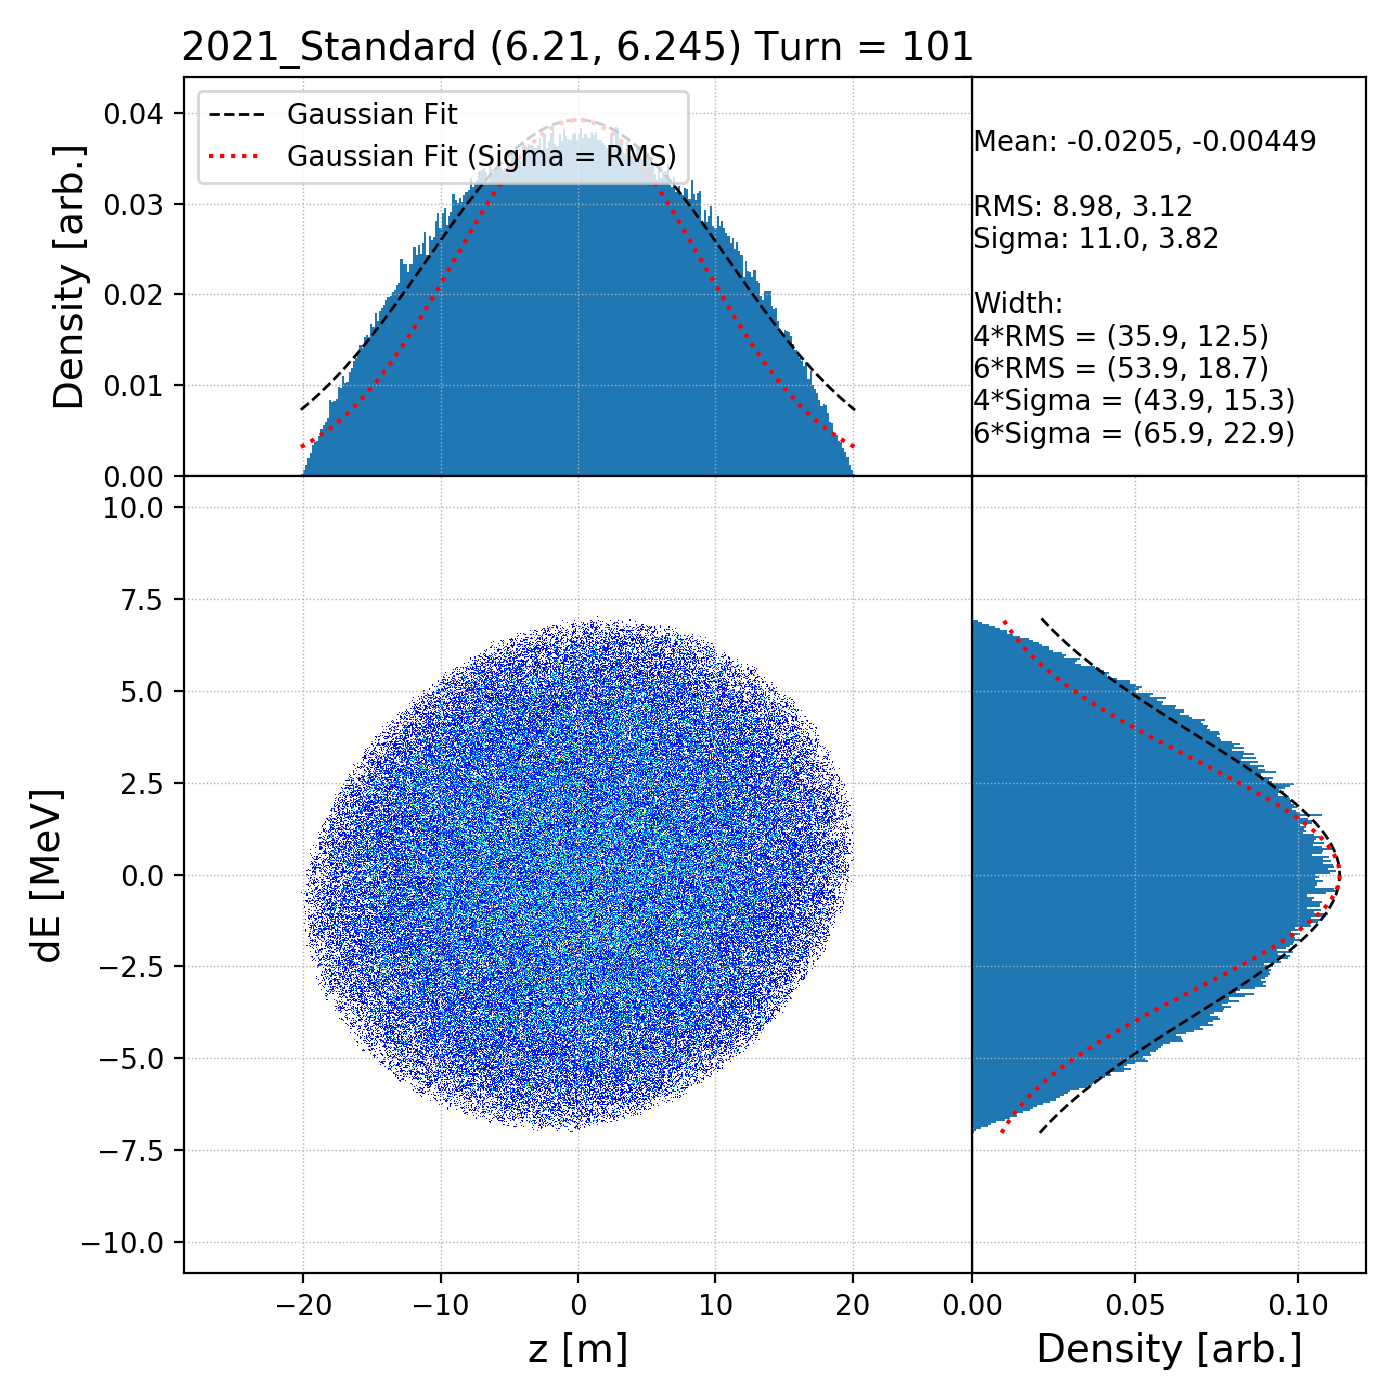 2021_Standard (6.21, 6.245) Turn = 101
Gaussian Fit
Gaussian Fit (Sigma = RMS)
Density [arb.]
0.04
0.03
0.02
0.01
0.00
Mean: -0.0205, -0.00449
RMS: 8.98, 3.12
Sigma: 11.0, 3.82
Width:
4*RMS = (35.9, 12.5)
6*RMS = (53.9, 18.7)
4*Sigma = (43.9, 15.3)
6*Sigma = (65.9, 22.9)
dE [MeV]
10.0
7.5
5.0
2.5
0.0
−2.5
−5.0
−7.5
−10.0
−20 −10 0 10 20
z [m]
0.00 0.05 0.10
Density [arb.]